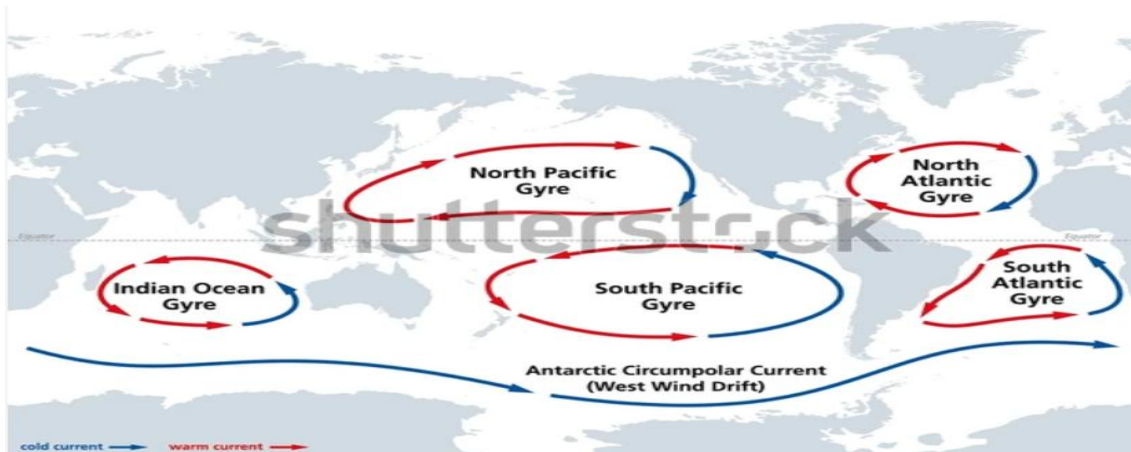 North Pacific
Gyre
North
Atlantic
Gyre
shutterstock
Equator
Equator
Indian Ocean
Gyre
South Pacific
Gyre
South
Atlantic
Gyre
Antarctic Circumpolar Current
(West Wind Drift)
cold current
warm current